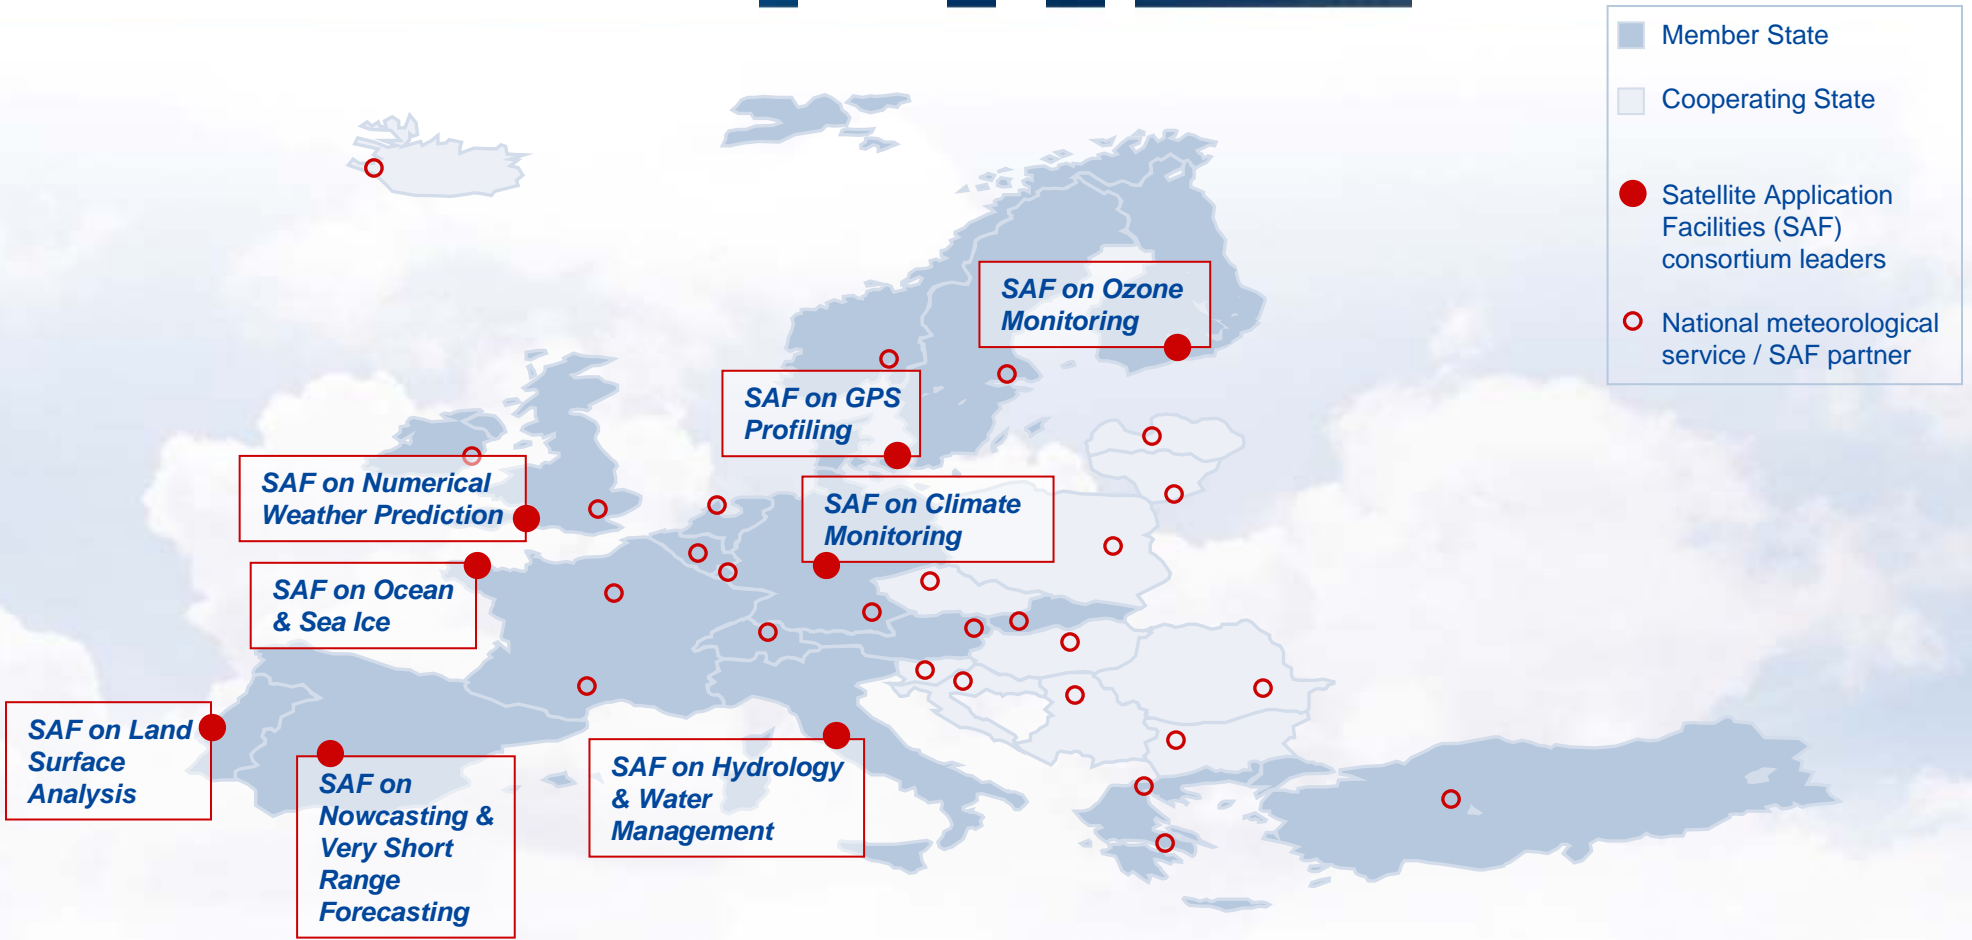 Member State
Cooperating State
Satellite Application
Facilities (SAF)
consortium leaders
National meteorological
service / SAF partner
SAF on Ozone
Monitoring
SAF on GPS
Profiling
SAF on Numerical
Weather Prediction
SAF on Climate
Monitoring
SAF on Ocean
& Sea Ice
SAF on Land
Surface
Analysis
SAF on
Nowcasting &
Very Short
Range
Forecasting
SAF on Hydrology
& Water
Management